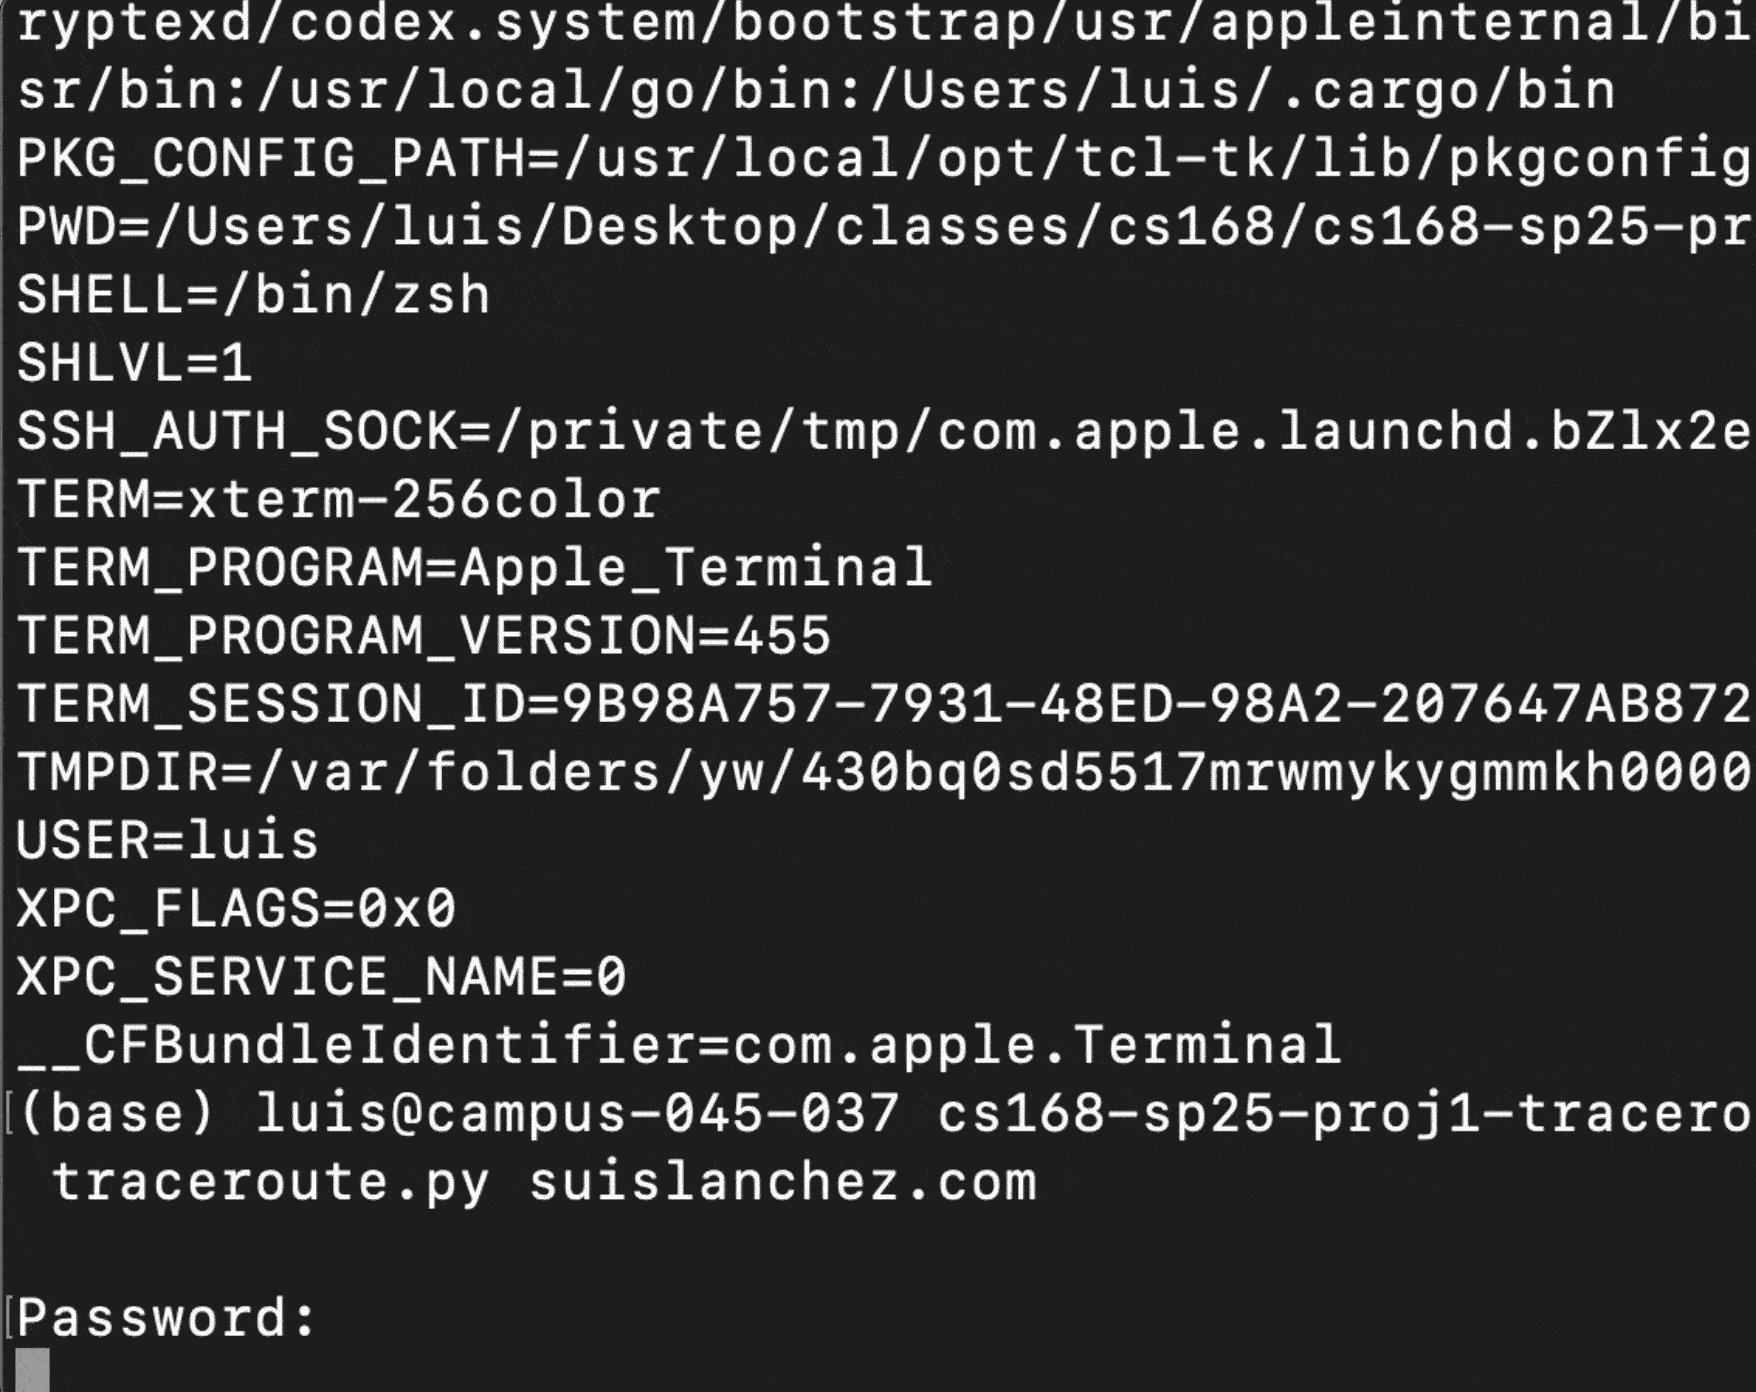 ryptexd/codex.system/bootstrap/usr/appleinternal/bi
sr/bin:/usr/local/go/bin:/Users/luis/.cargo/bin
PKG_CONFIG_PATH=/usr/local/opt/tcl-tk/lib/pkgconfig
PWD=/Users/luis/Desktop/classes/cs168/cs168-sp25-pr
SHELL=/bin/zsh
SHLVL=1
SSH_AUTH_SOCK=/private/tmp/com.apple.launchd.bZlx2e
TERM=xterm-256color
TERM_PROGRAM=Apple_Terminal
TERM_PROGRAM_VERSION=455
TERM_SESSION_ID=9B98A757-7931-48ED-98A2-207647AB872
TMPDIR=/var/folders/yw/430bq0sd5517mrwmykygmmkh0000
USER=luis
XPC_FLAGS=0x0
XPC_SERVICE_NAME=0
__CFBundleIdentifier=com.apple.Terminal
[(base) luis@campus-045-037 cs168-sp25-proj1-tracero
traceroute.py suislanchez.com
[Password: